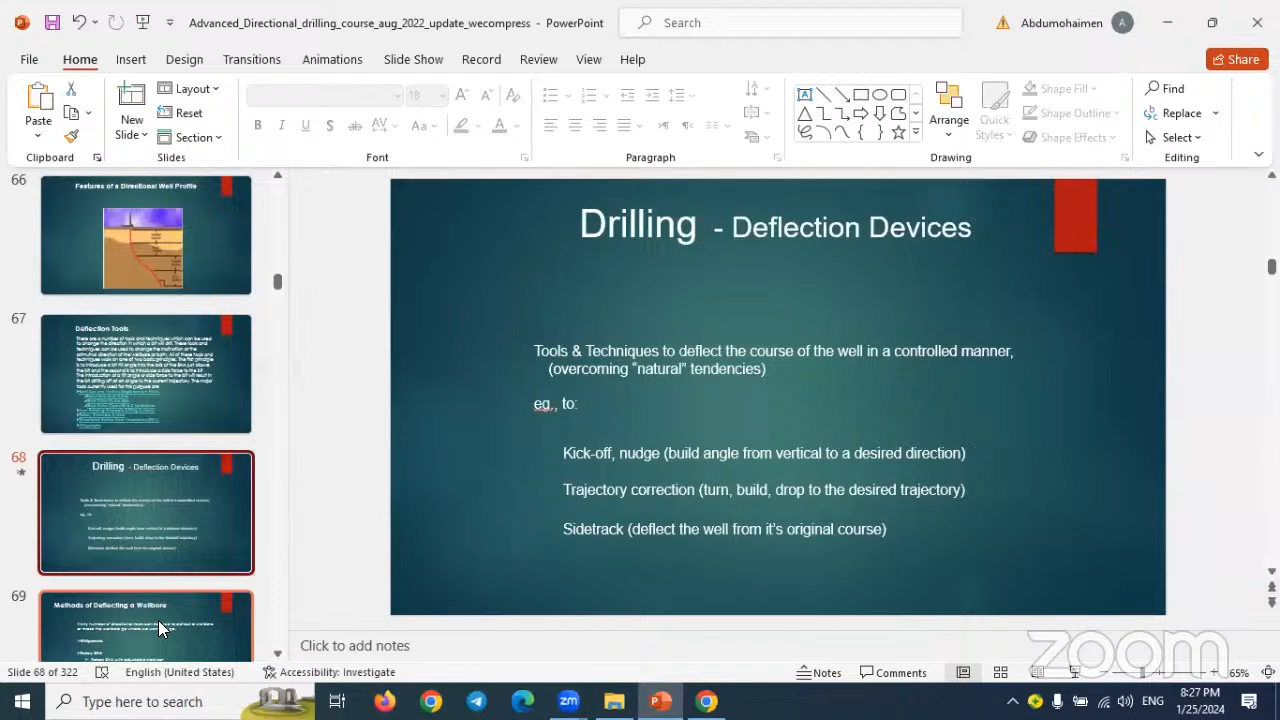 Advanced_Directional_drilling_course_aug_2022_update_wecompress - PowerPoint
Search
Abdumohaimen
A
File Home Insert Design Transitions Animations Slide Show Record Review View Help
Share
Paste
Clipboard
New Slide
Layout
Reset
Section
Slides
18
Font
Paragraph
Arrange
Quick Styles
Shape Fill
Shape Outline
Shape Effects
Drawing
Find
Replace
Select
Editing
66
Features of a Directional Well Profile
67
Deflection Tools
68
Drilling - Deflection Devices
69
Methods of Deflecting a Wellbore
Drilling - Deflection Devices
Tools & Techniques to deflect the course of the well in a controlled manner,
(overcoming “natural” tendencies)
eg., to:
Kick-off, nudge (build angle from vertical to a desired direction)
Trajectory correction (turn, build, drop to the desired trajectory)
Sidetrack (deflect the well from it's original course)
Click to add notes
zoom
Slide 68 of 322
English (United States)
Accessibility: Investigate
Notes
Comments
65%
Type here to search
ENG
8:27 PM
1/25/2024